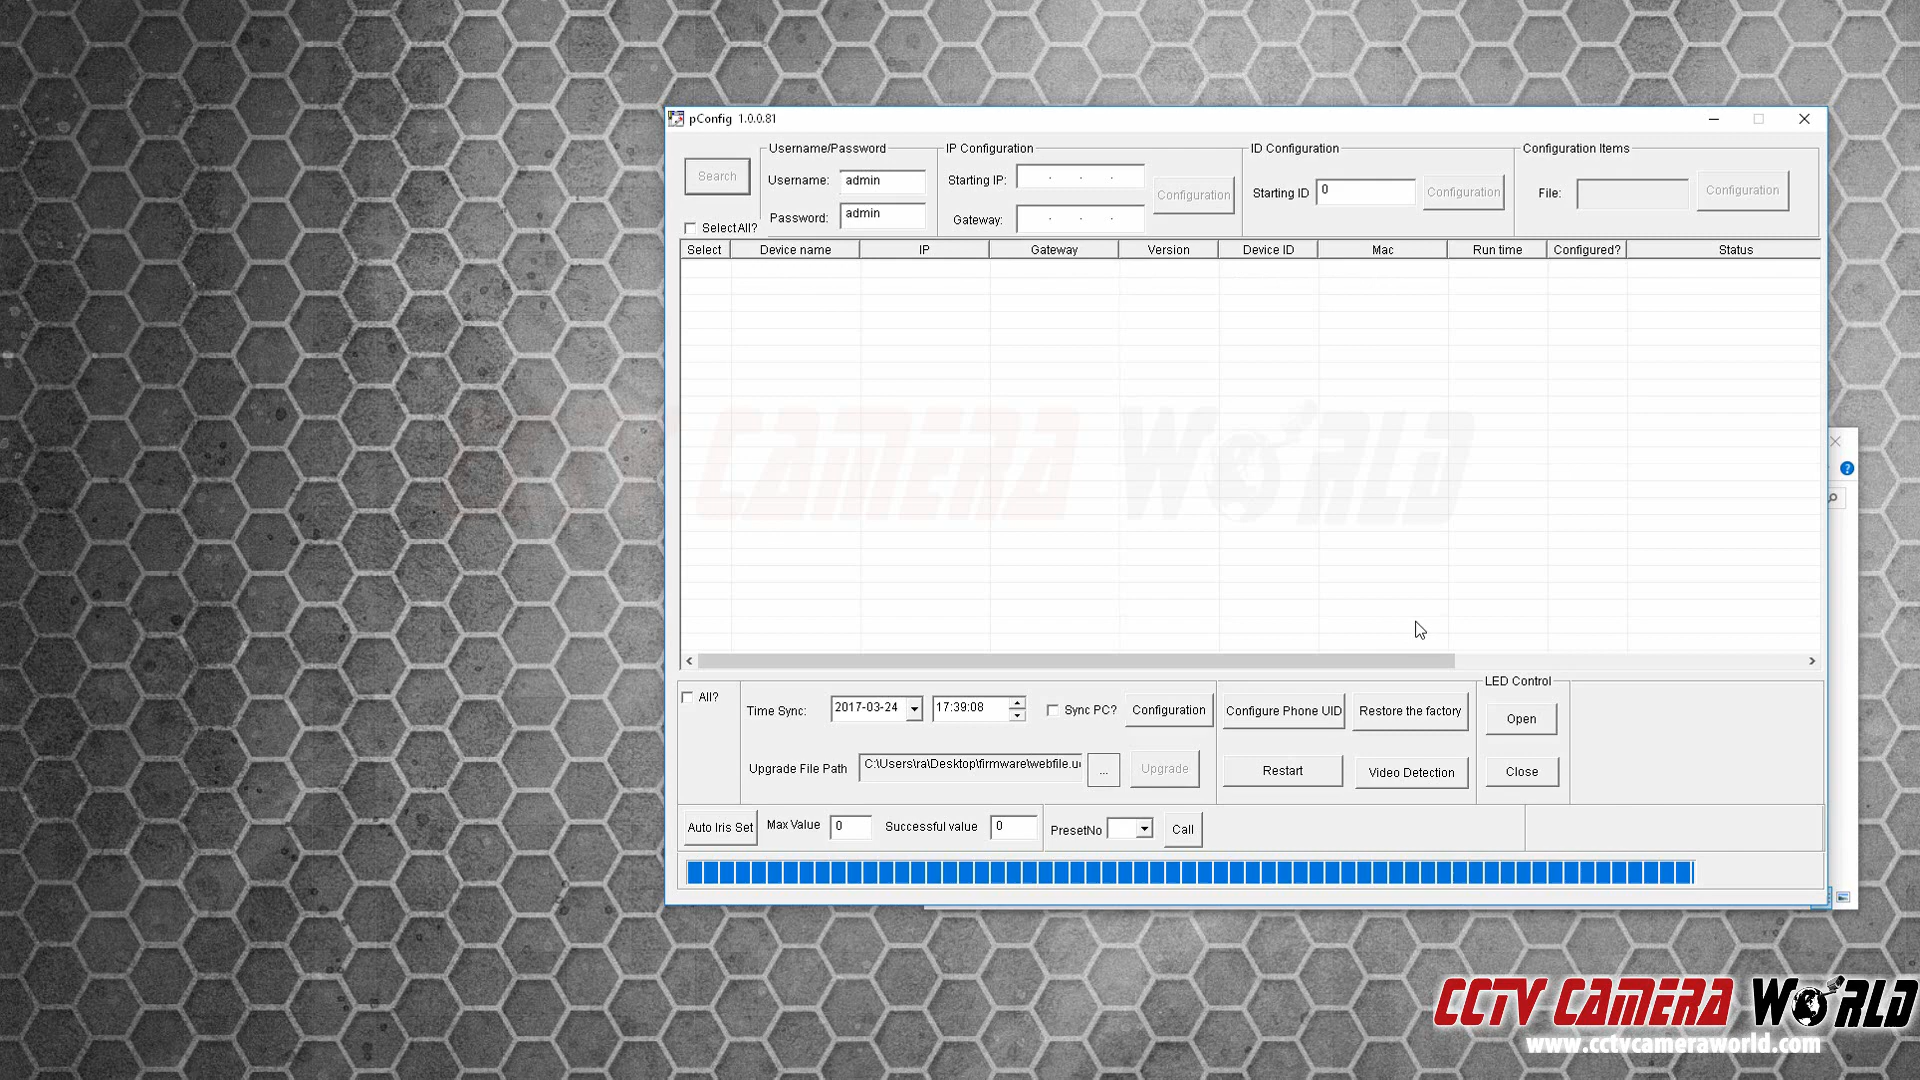 pConfig 1.0.0.81
Search
Username/Password
Username: admin
Password: admin
SelectAll?
IP Configuration
Starting IP: . . .
Gateway: . . .
Configuration
ID Configuration
Starting ID 0
Configuration
Configuration Items
File:
Configuration
Select Device name IP Gateway Version Device ID Mac Run time Configured? Status
CAMERA WORLD
All?
Time Sync: 2017-03-24 17:39:08 Sync PC? Configuration
Upgrade File Path C:\Users\ra\Desktop\firmware\webfile.u ... Upgrade
Configure Phone UID Restore the factory
Restart Video Detection
LED Control
Open
Close
Auto Iris Set Max Value 0 Successful value 0 PresetNo Call
CCTV CAMERA WORLD
www.cctvcameraworld.com